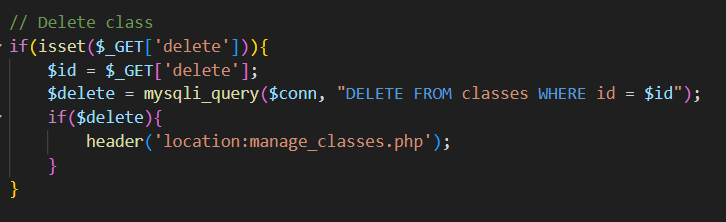 // Delete class
if(isset($_GET['delete'])){
$id = $_GET['delete'];
$delete = mysqli_query($conn, "DELETE FROM classes WHERE id = $id");
if($delete){
header('location:manage_classes.php');
}
}